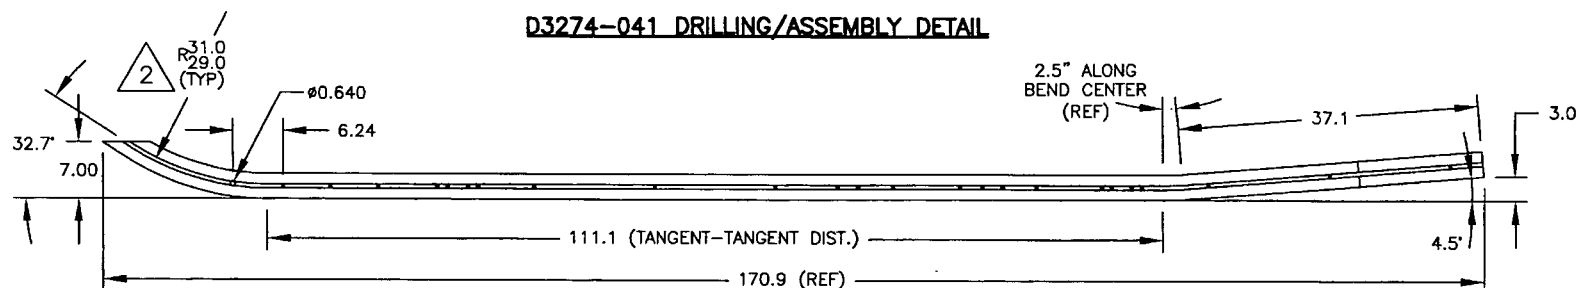 D3274-041 DRILLING/ASSEMBLY DETAIL
2
R31.0
29.0
(TYP)
ø0.640
2.5" ALONG
BEND CENTER
(REF)
37.1
3.0
32.7°
6.24
7.00
111.1 (TANGENT-TANGENT DIST.)
4.5°
170.9 (REF)